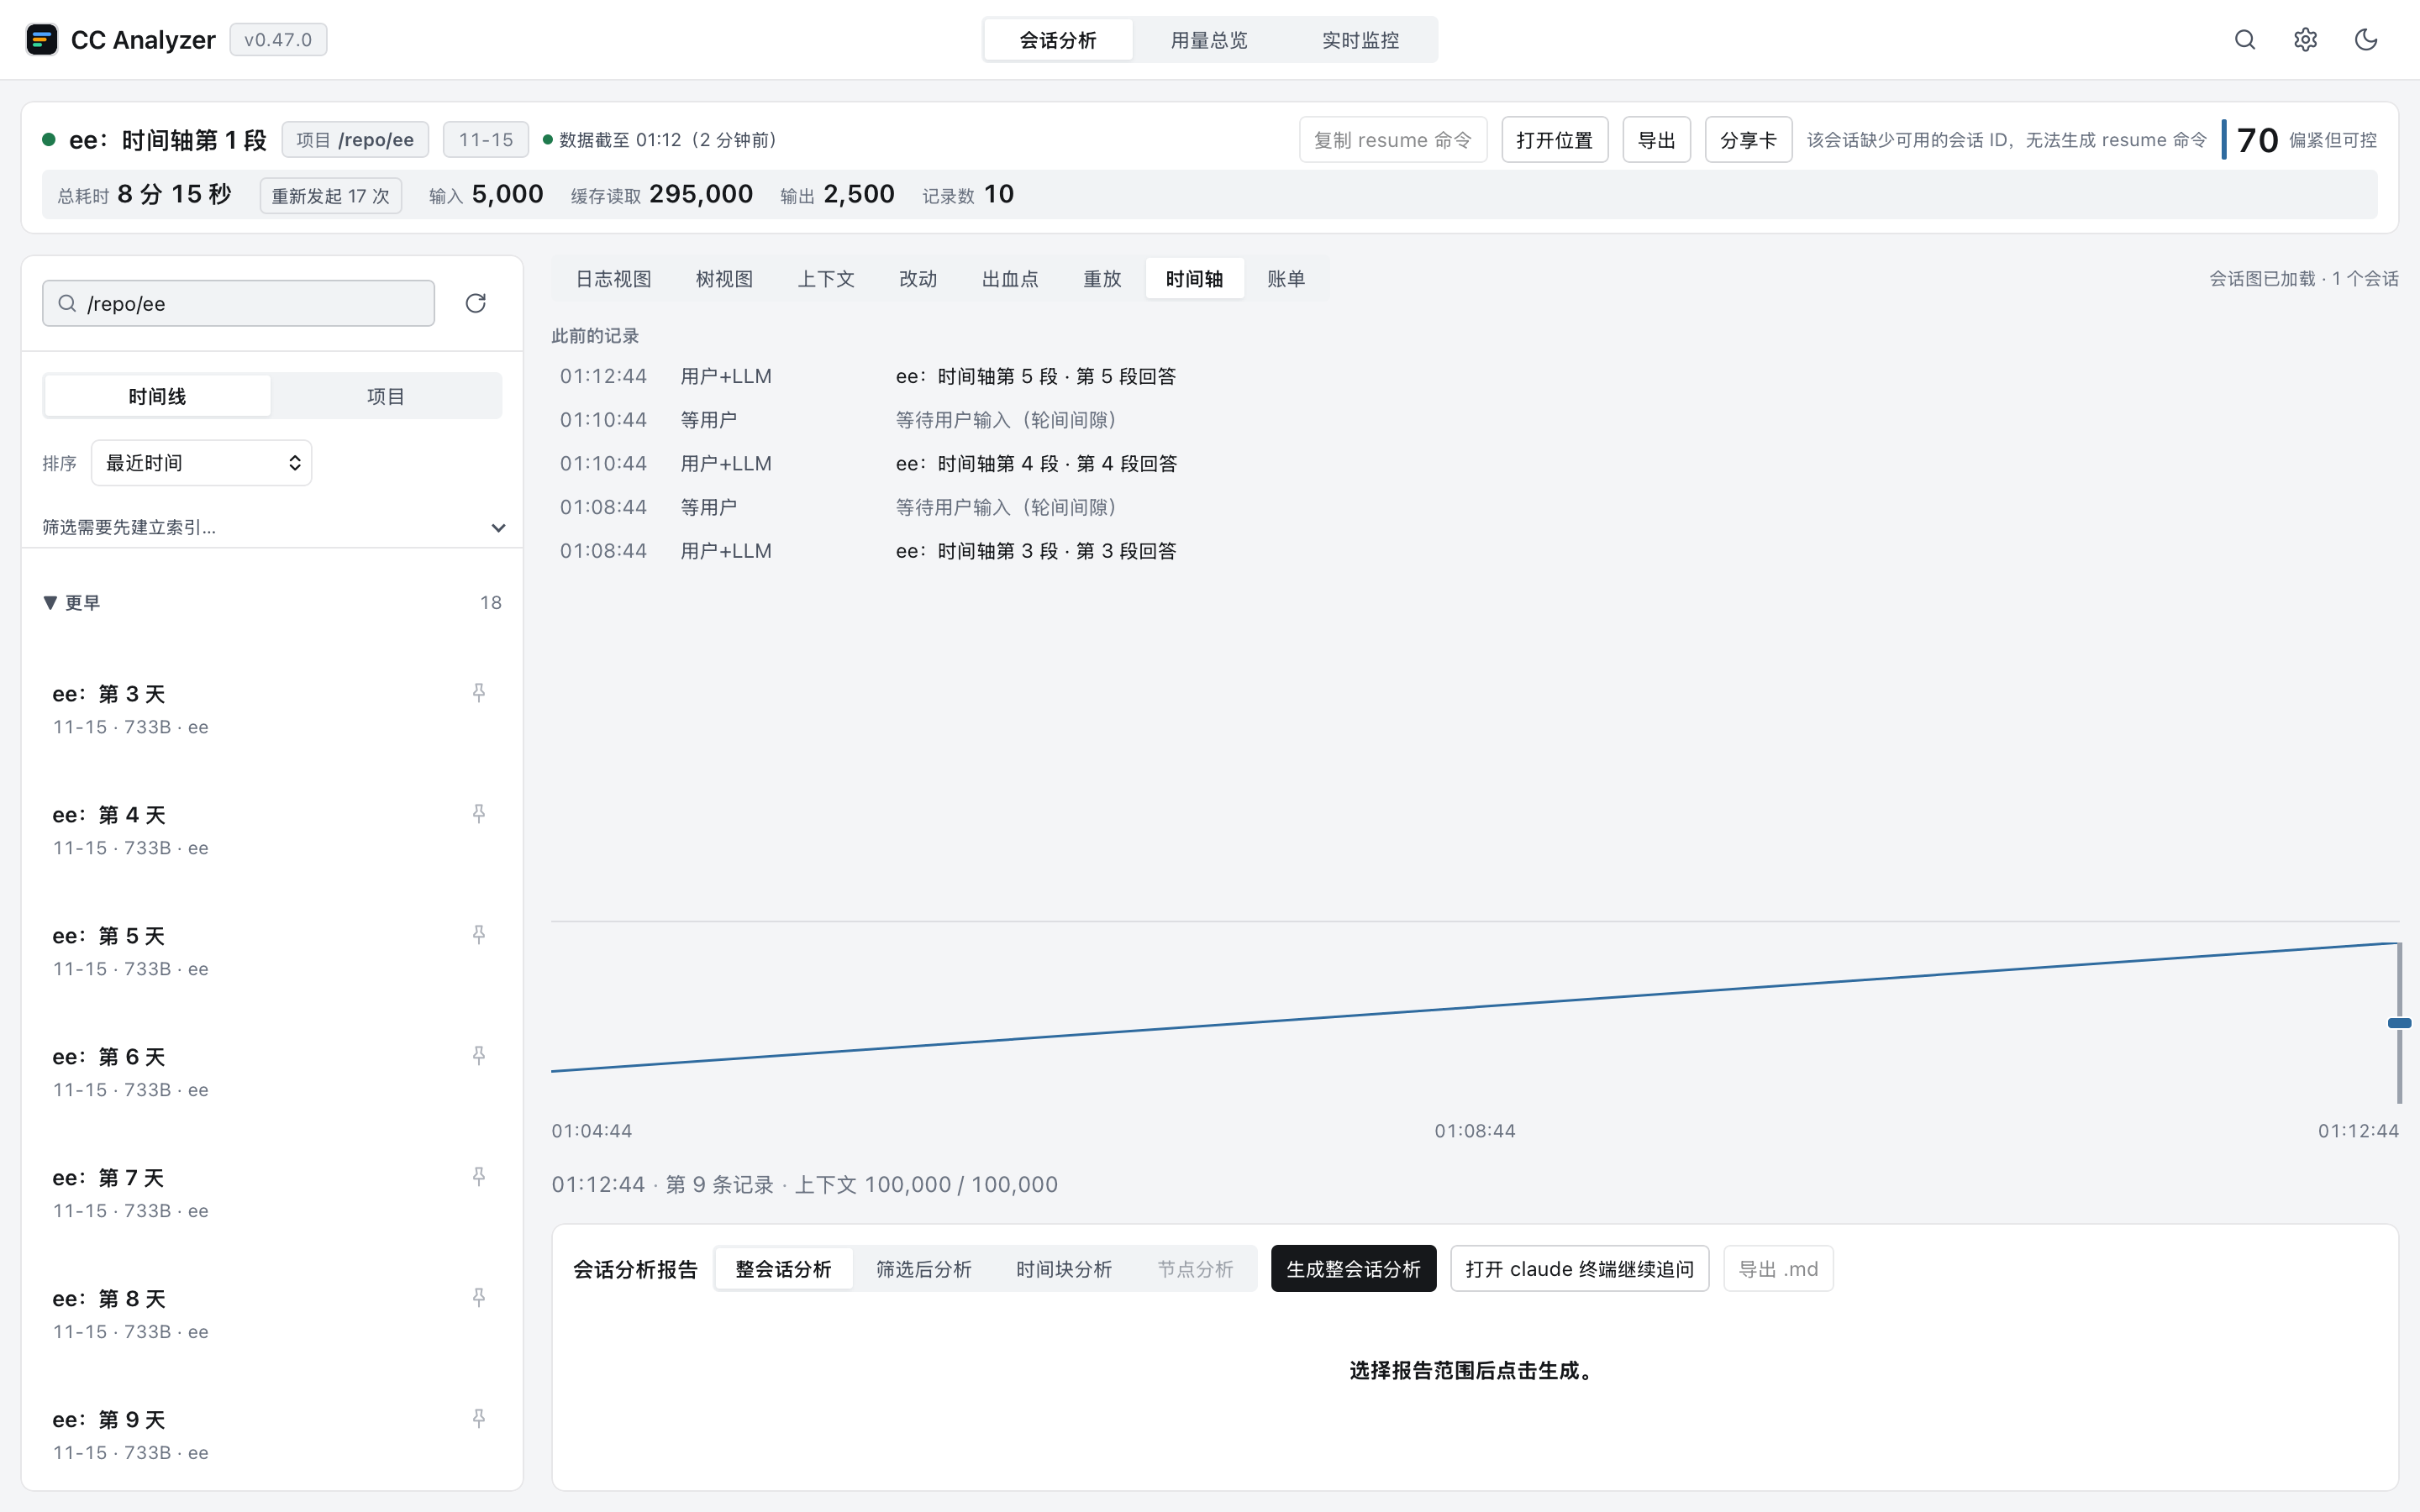 CC Analyzer v0.47.0
会话分析 用量总览 实时监控
ee：时间轴第 1 段 项目 /repo/ee 11-15 数据截至 01:12（2 分钟前）
复制 resume 命令 打开位置 导出 分享卡 该会话缺少可用的会话 ID，无法生成 resume 命令 70 偏紧但可控
总耗时 8 分 15 秒 重新发起 17 次 输入 5,000 缓存读取 295,000 输出 2,500 记录数 10
/repo/ee
时间线 项目
排序 最近时间
筛选需要先建立索引...
更早 18
ee：第 3 天
11-15 · 733B · ee
ee：第 4 天
11-15 · 733B · ee
ee：第 5 天
11-15 · 733B · ee
ee：第 6 天
11-15 · 733B · ee
ee：第 7 天
11-15 · 733B · ee
ee：第 8 天
11-15 · 733B · ee
ee：第 9 天
11-15 · 733B · ee
日志视图 树视图 上下文 改动 出血点 重放 时间轴 账单
会话图已加载 · 1 个会话
此前的记录
01:12:44 用户+LLM ee：时间轴第 5 段 · 第 5 段回答
01:10:44 等用户 等待用户输入（轮间间隙）
01:10:44 用户+LLM ee：时间轴第 4 段 · 第 4 段回答
01:08:44 等用户 等待用户输入（轮间间隙）
01:08:44 用户+LLM ee：时间轴第 3 段 · 第 3 段回答
01:04:44 01:08:44 01:12:44
01:12:44 · 第 9 条记录 · 上下文 100,000 / 100,000
会话分析报告 整会话分析 筛选后分析 时间块分析 节点分析 生成整会话分析 打开 claude 终端继续追问 导出 .md
选择报告范围后点击生成。